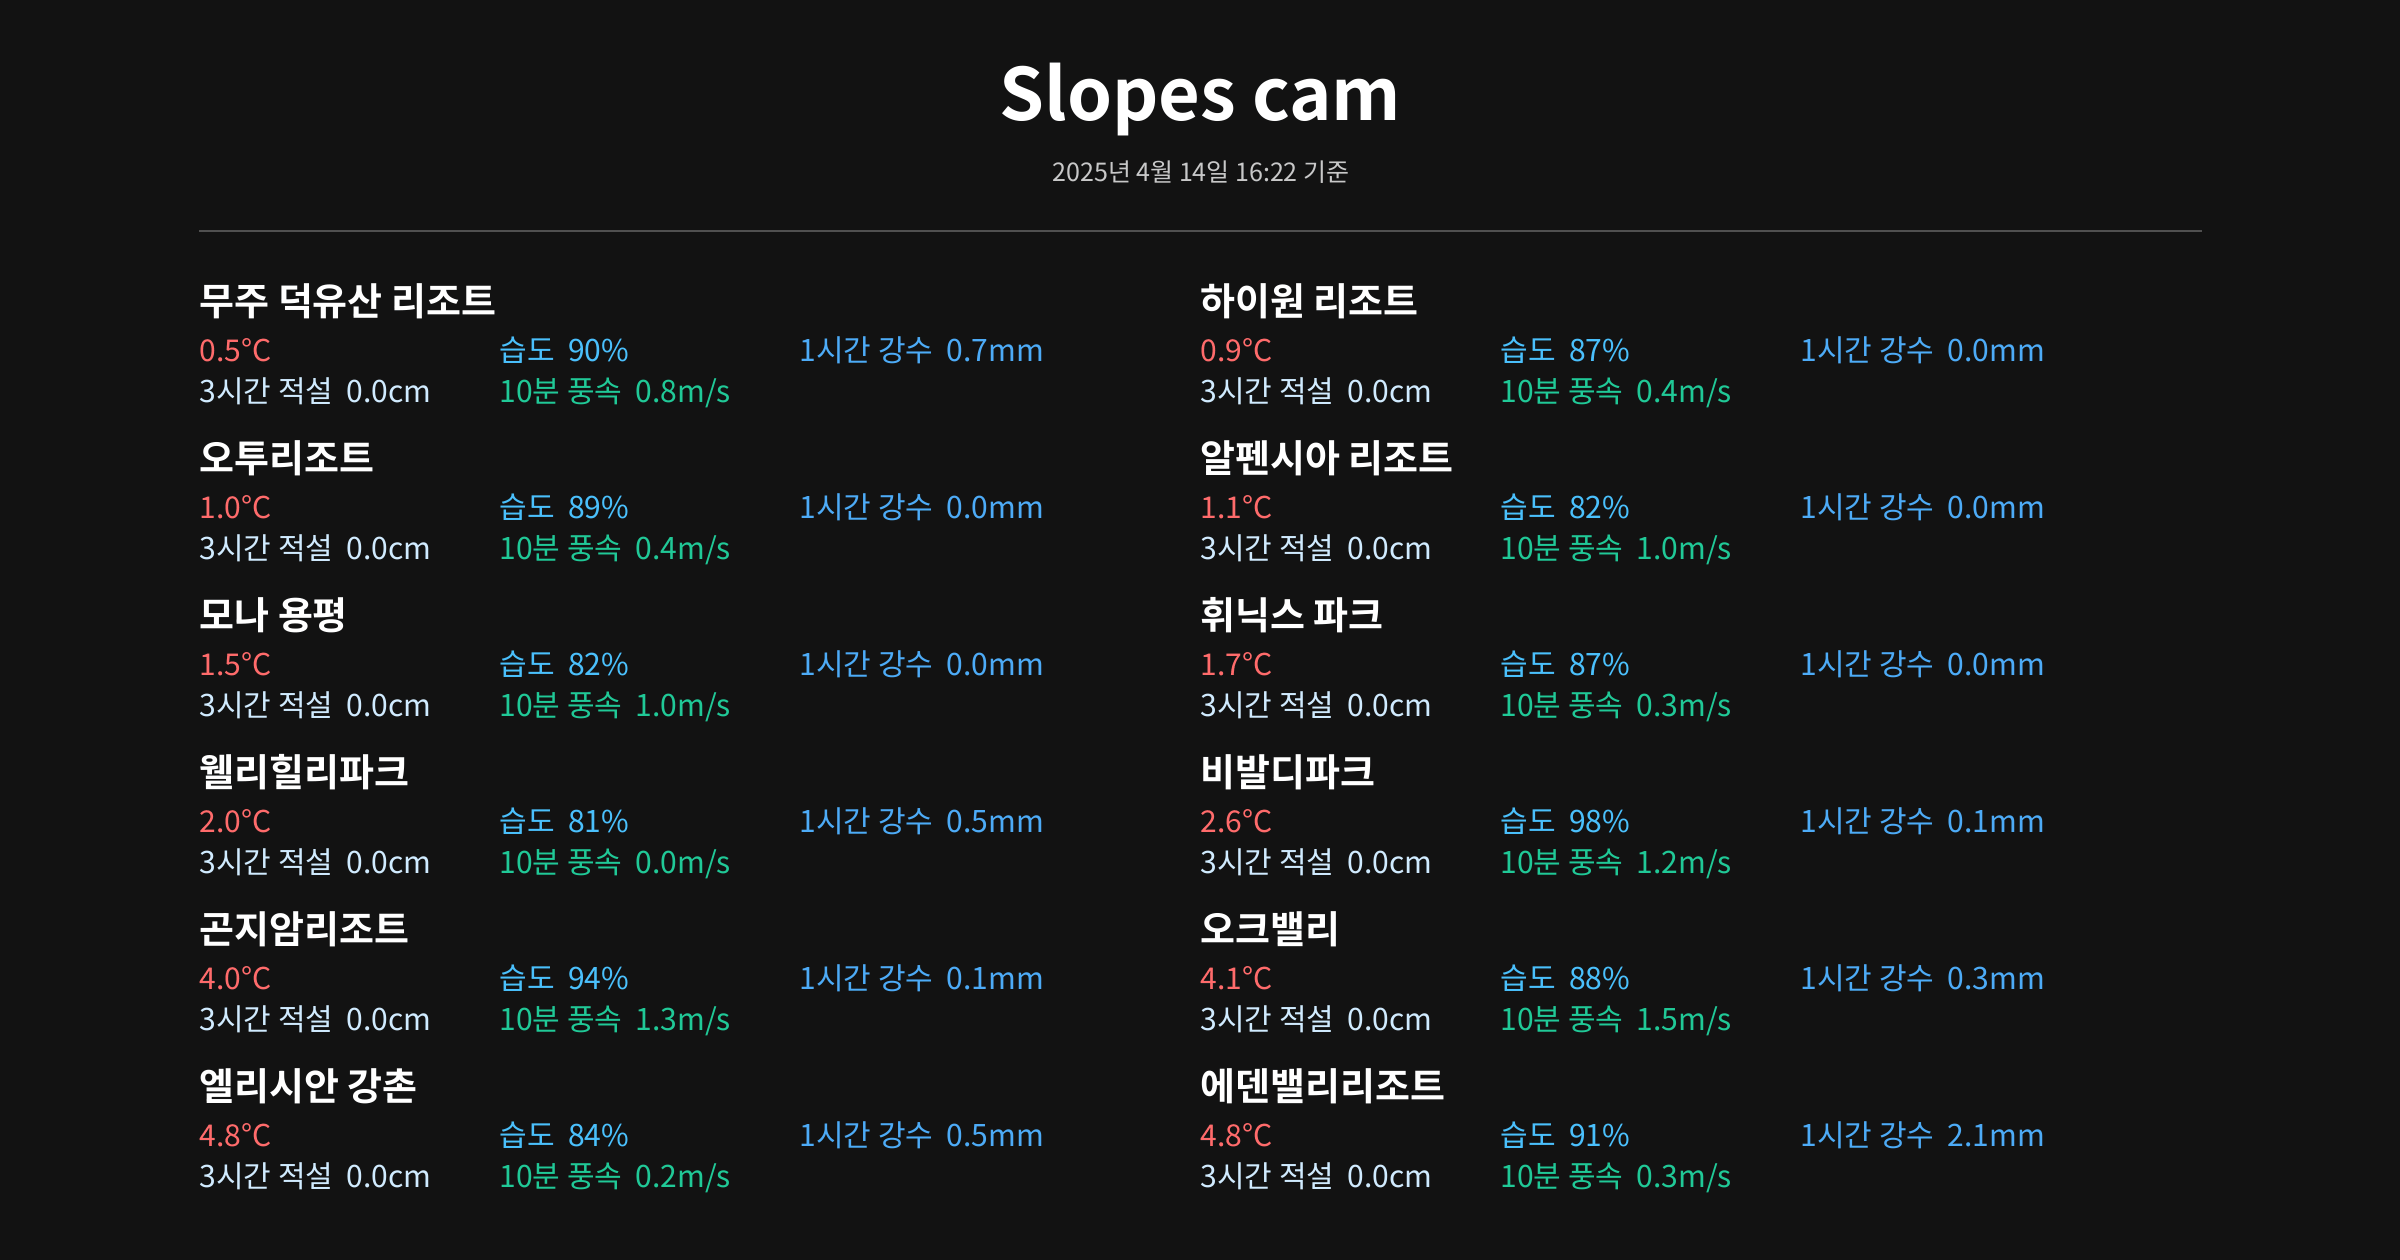 Slopes cam
2025년 4월 14일 16:22 기준
무주 덕유산 리조트
0.5°C 습도 90% 1시간 강수 0.7mm
3시간 적설 0.0cm 10분 풍속 0.8m/s
하이원 리조트
0.9°C 습도 87% 1시간 강수 0.0mm
3시간 적설 0.0cm 10분 풍속 0.4m/s
오투리조트
1.0°C 습도 89% 1시간 강수 0.0mm
3시간 적설 0.0cm 10분 풍속 0.4m/s
알펜시아 리조트
1.1°C 습도 82% 1시간 강수 0.0mm
3시간 적설 0.0cm 10분 풍속 1.0m/s
모나 용평
1.5°C 습도 82% 1시간 강수 0.0mm
3시간 적설 0.0cm 10분 풍속 1.0m/s
휘닉스 파크
1.7°C 습도 87% 1시간 강수 0.0mm
3시간 적설 0.0cm 10분 풍속 0.3m/s
웰리힐리파크
2.0°C 습도 81% 1시간 강수 0.5mm
3시간 적설 0.0cm 10분 풍속 0.0m/s
비발디파크
2.6°C 습도 98% 1시간 강수 0.1mm
3시간 적설 0.0cm 10분 풍속 1.2m/s
곤지암리조트
4.0°C 습도 94% 1시간 강수 0.1mm
3시간 적설 0.0cm 10분 풍속 1.3m/s
오크밸리
4.1°C 습도 88% 1시간 강수 0.3mm
3시간 적설 0.0cm 10분 풍속 1.5m/s
엘리시안 강촌
4.8°C 습도 84% 1시간 강수 0.5mm
3시간 적설 0.0cm 10분 풍속 0.2m/s
에덴밸리리조트
4.8°C 습도 91% 1시간 강수 2.1mm
3시간 적설 0.0cm 10분 풍속 0.3m/s